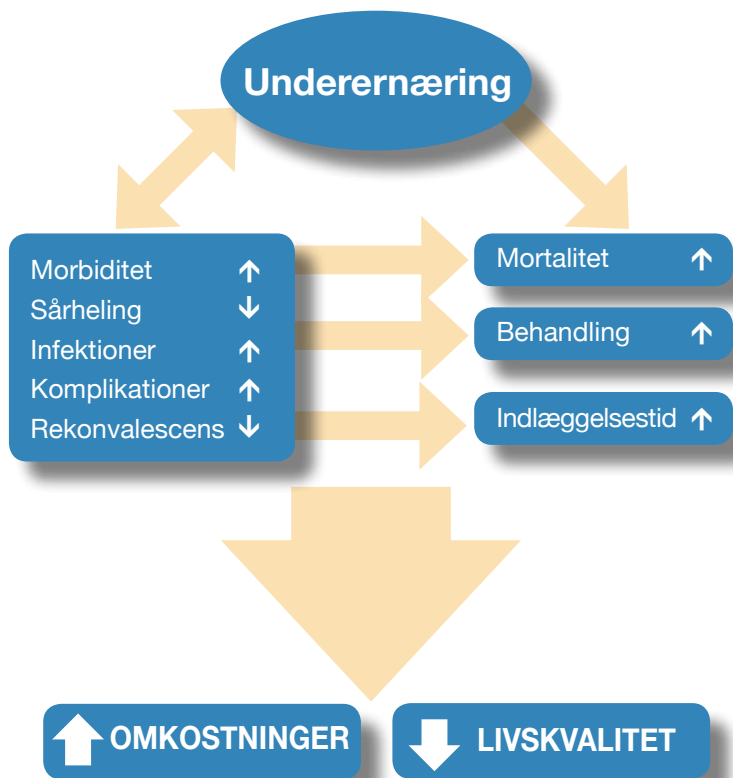 Underernæring
Morbiditet ↑
Sårheling ↓
Infektioner ↑
Komplikationer ↑
Rekonvalescens ↓
Mortalitet ↑
Behandling ↑
Indlæggelsestid ↑
OMKOSTNINGER
LIVSKVALITET